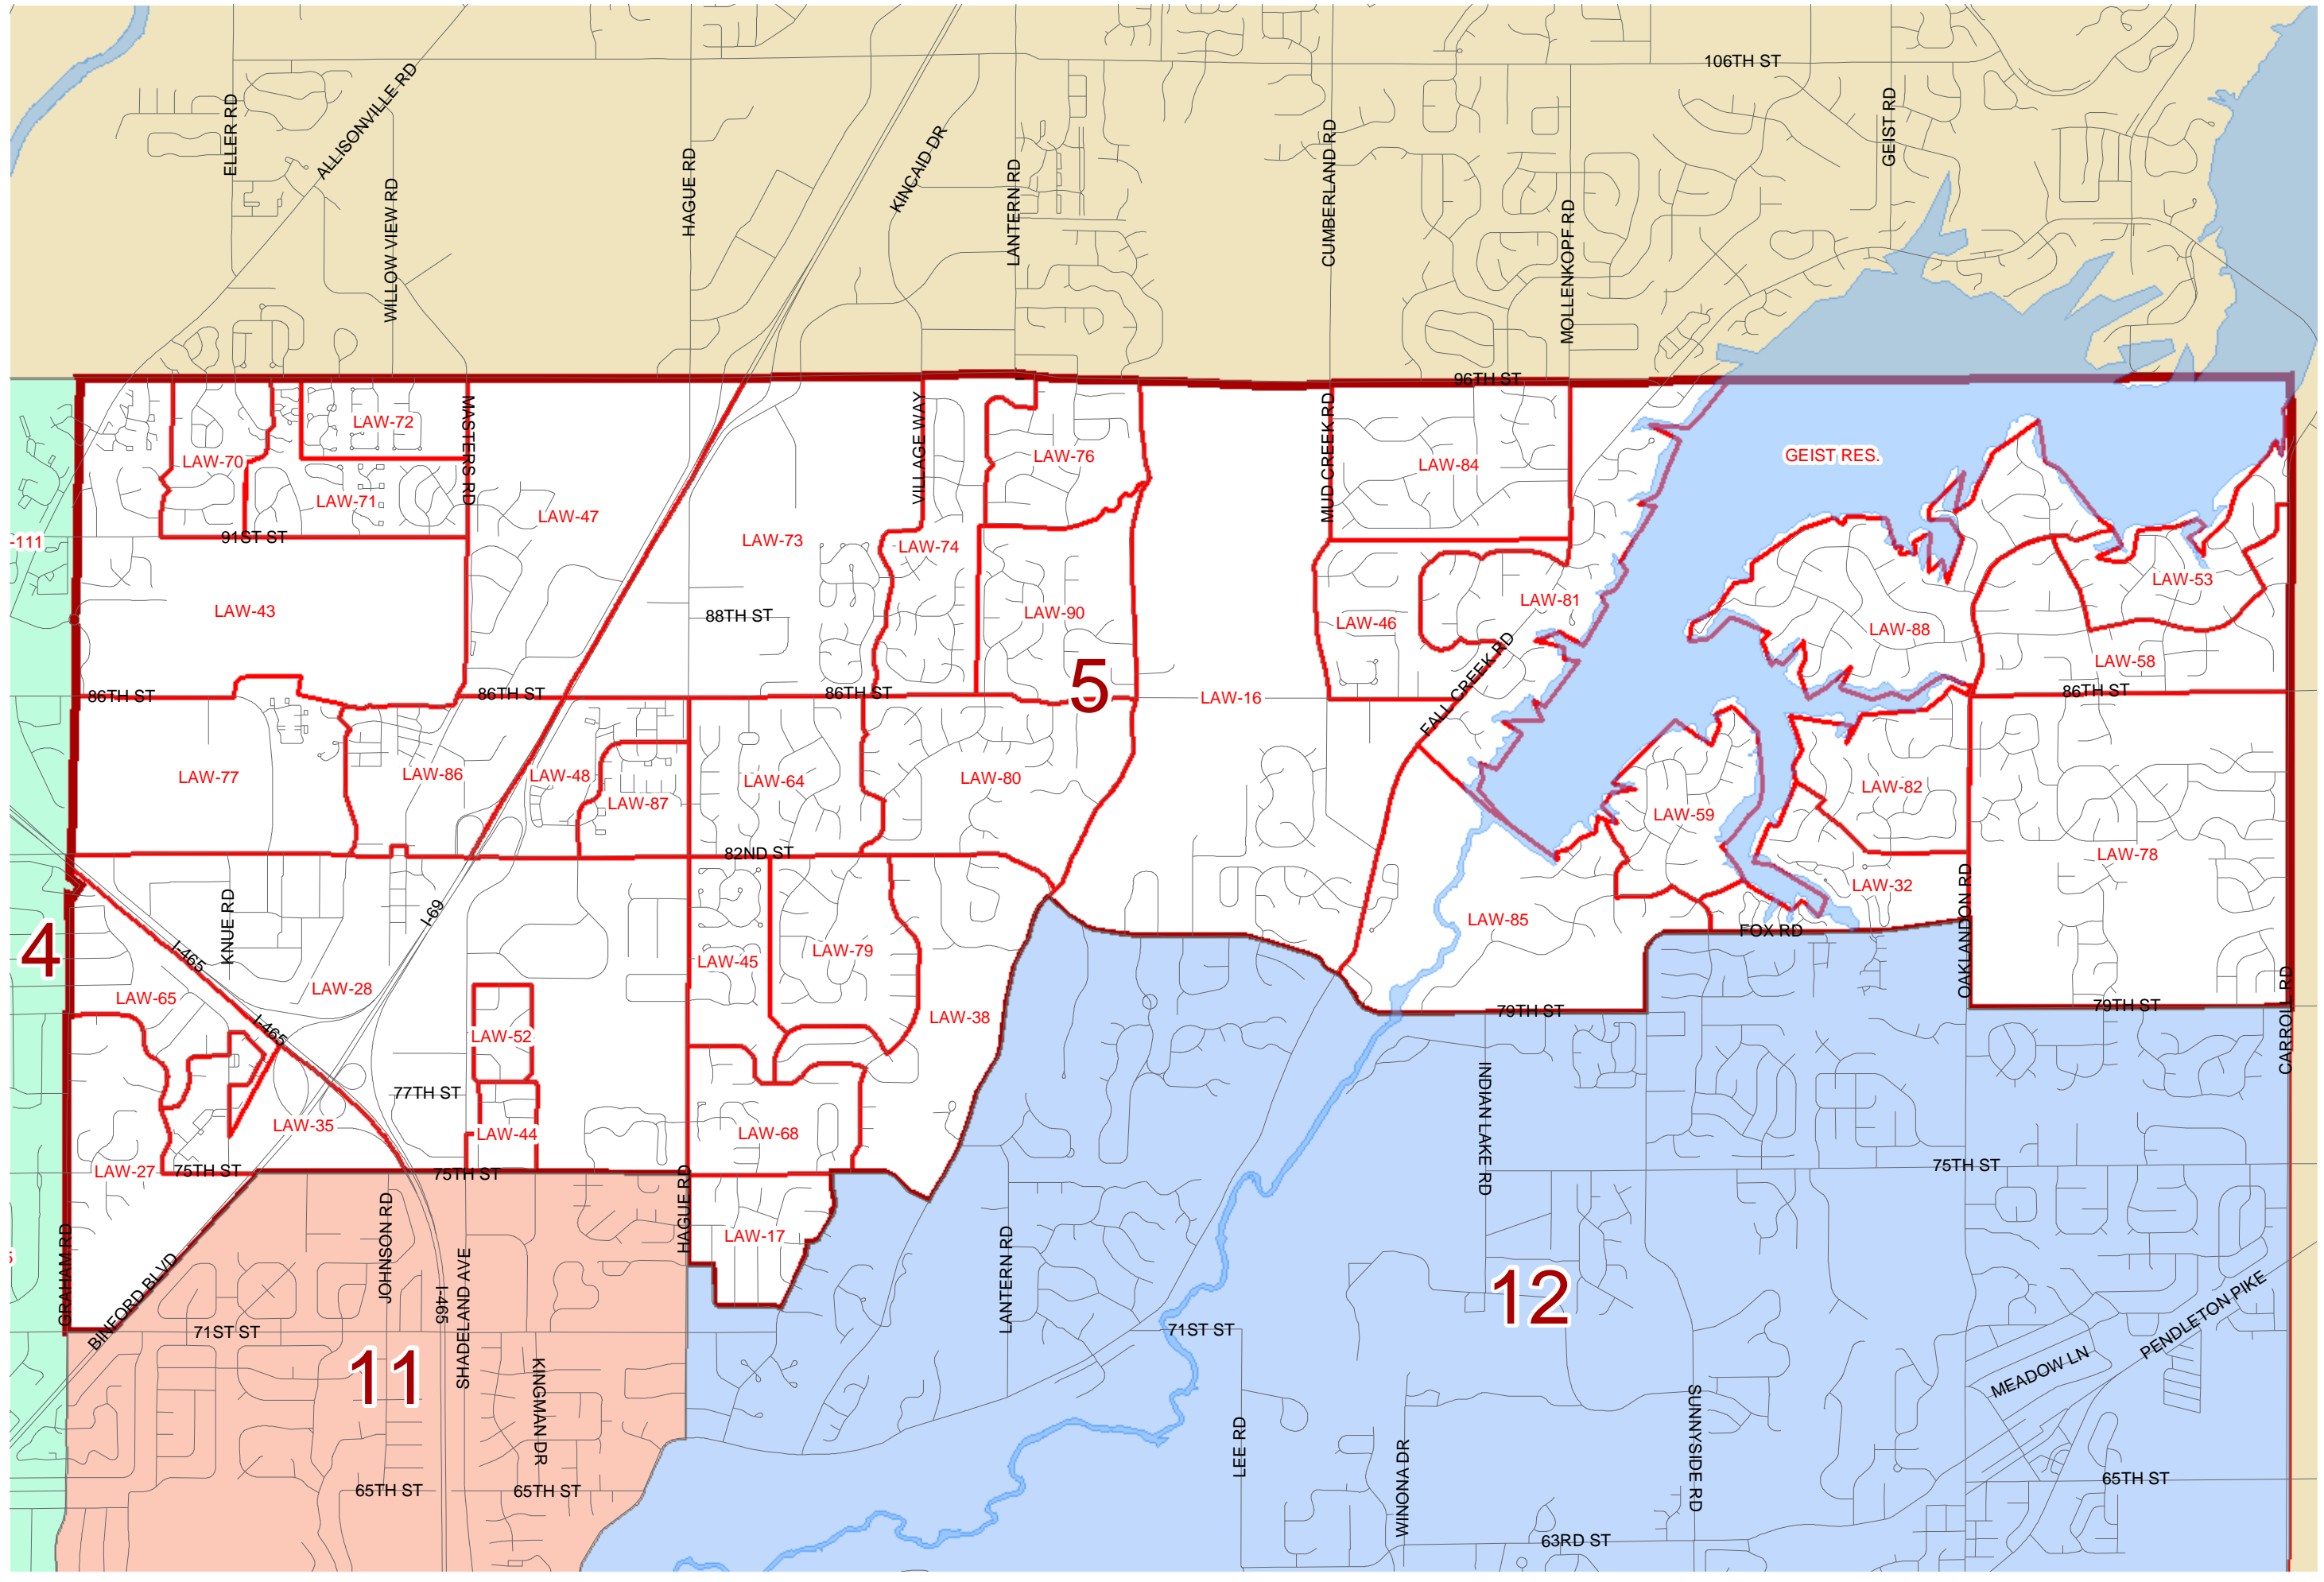 106TH ST
ELLER RD
ALLISONVILLE RD
WILLOW VIEW RD
HAGUE RD
KINCAID DR
LANTERN RD
CUMBERLAND RD
MOLLENKOPF RD
GEIST RD
96TH ST
MASTERS RD
VILLAGE WAY
MUD CREEK RD
LAW-72
LAW-70
LAW-71
LAW-47
LAW-76
LAW-84
GEIST RES.
-111
91ST ST
LAW-73
LAW-74
LAW-43
88TH ST
LAW-90
LAW-46
LAW-81
LAW-88
LAW-53
LAW-58
5
FALL CREEK RD
86TH ST
86TH ST
86TH ST
LAW-16
86TH ST
LAW-77
LAW-86
LAW-48
LAW-87
LAW-64
LAW-80
LAW-59
LAW-82
LAW-78
82ND ST
LAW-32
I-69
KNUE RD
I-465
4
LAW-85
FOX RD
OAKLANDON RD
LAW-45
LAW-79
LAW-65
LAW-28
LAW-38
79TH ST
79TH ST
CARROLL RD
I-465
LAW-52
77TH ST
LAW-35
LAW-44
LAW-68
INDIAN LAKE RD
LAW-27
75TH ST
75TH ST
75TH ST
HAGUE RD
LAW-17
GRAHAM RD
BINFORD BLVD
JOHNSON RD
I-465
SHADELAND AVE
LANTERN RD
12
PENDLETON PIKE
71ST ST
71ST ST
11
KINGMAN DR
MEADOW LN
SUNNYSIDE RD
LEE RD
WINONA DR
65TH ST
65TH ST
65TH ST
63RD ST